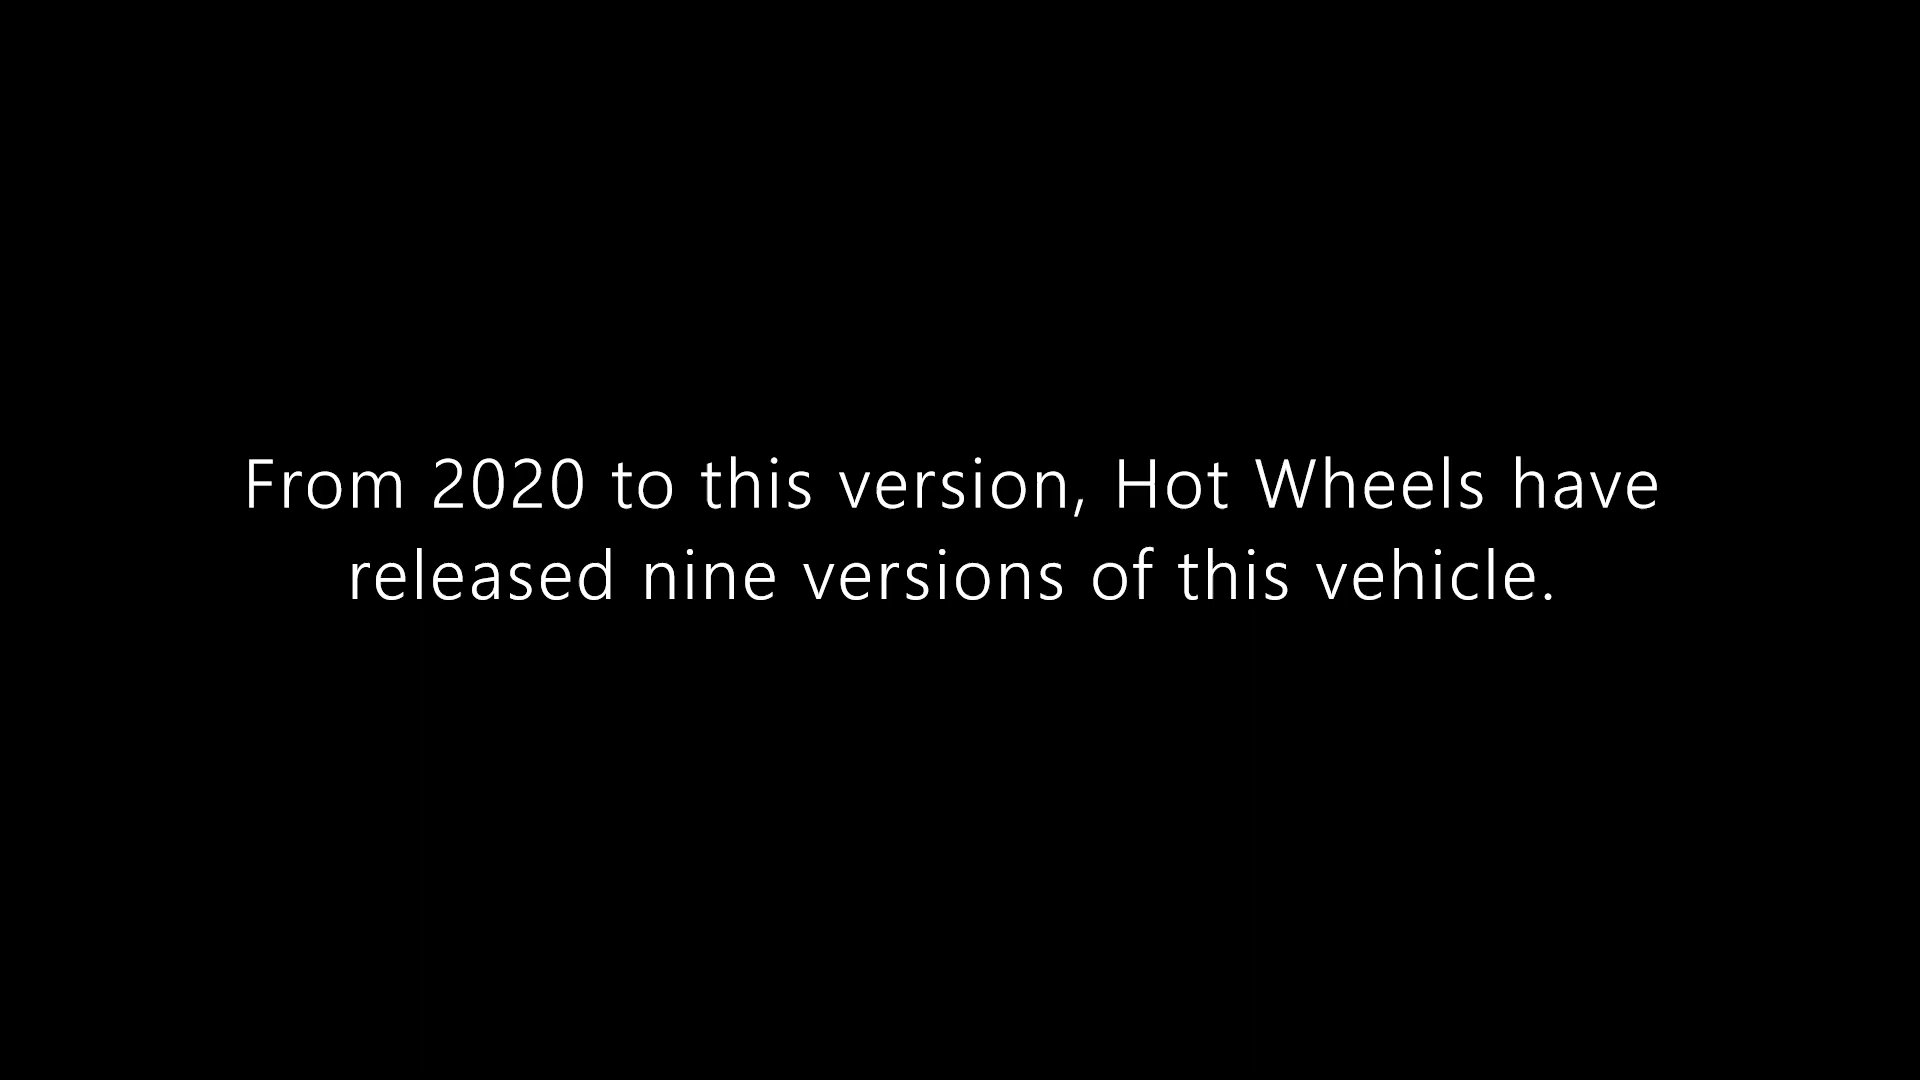 From 2020 to this version, Hot Wheels have
released nine versions of this vehicle.